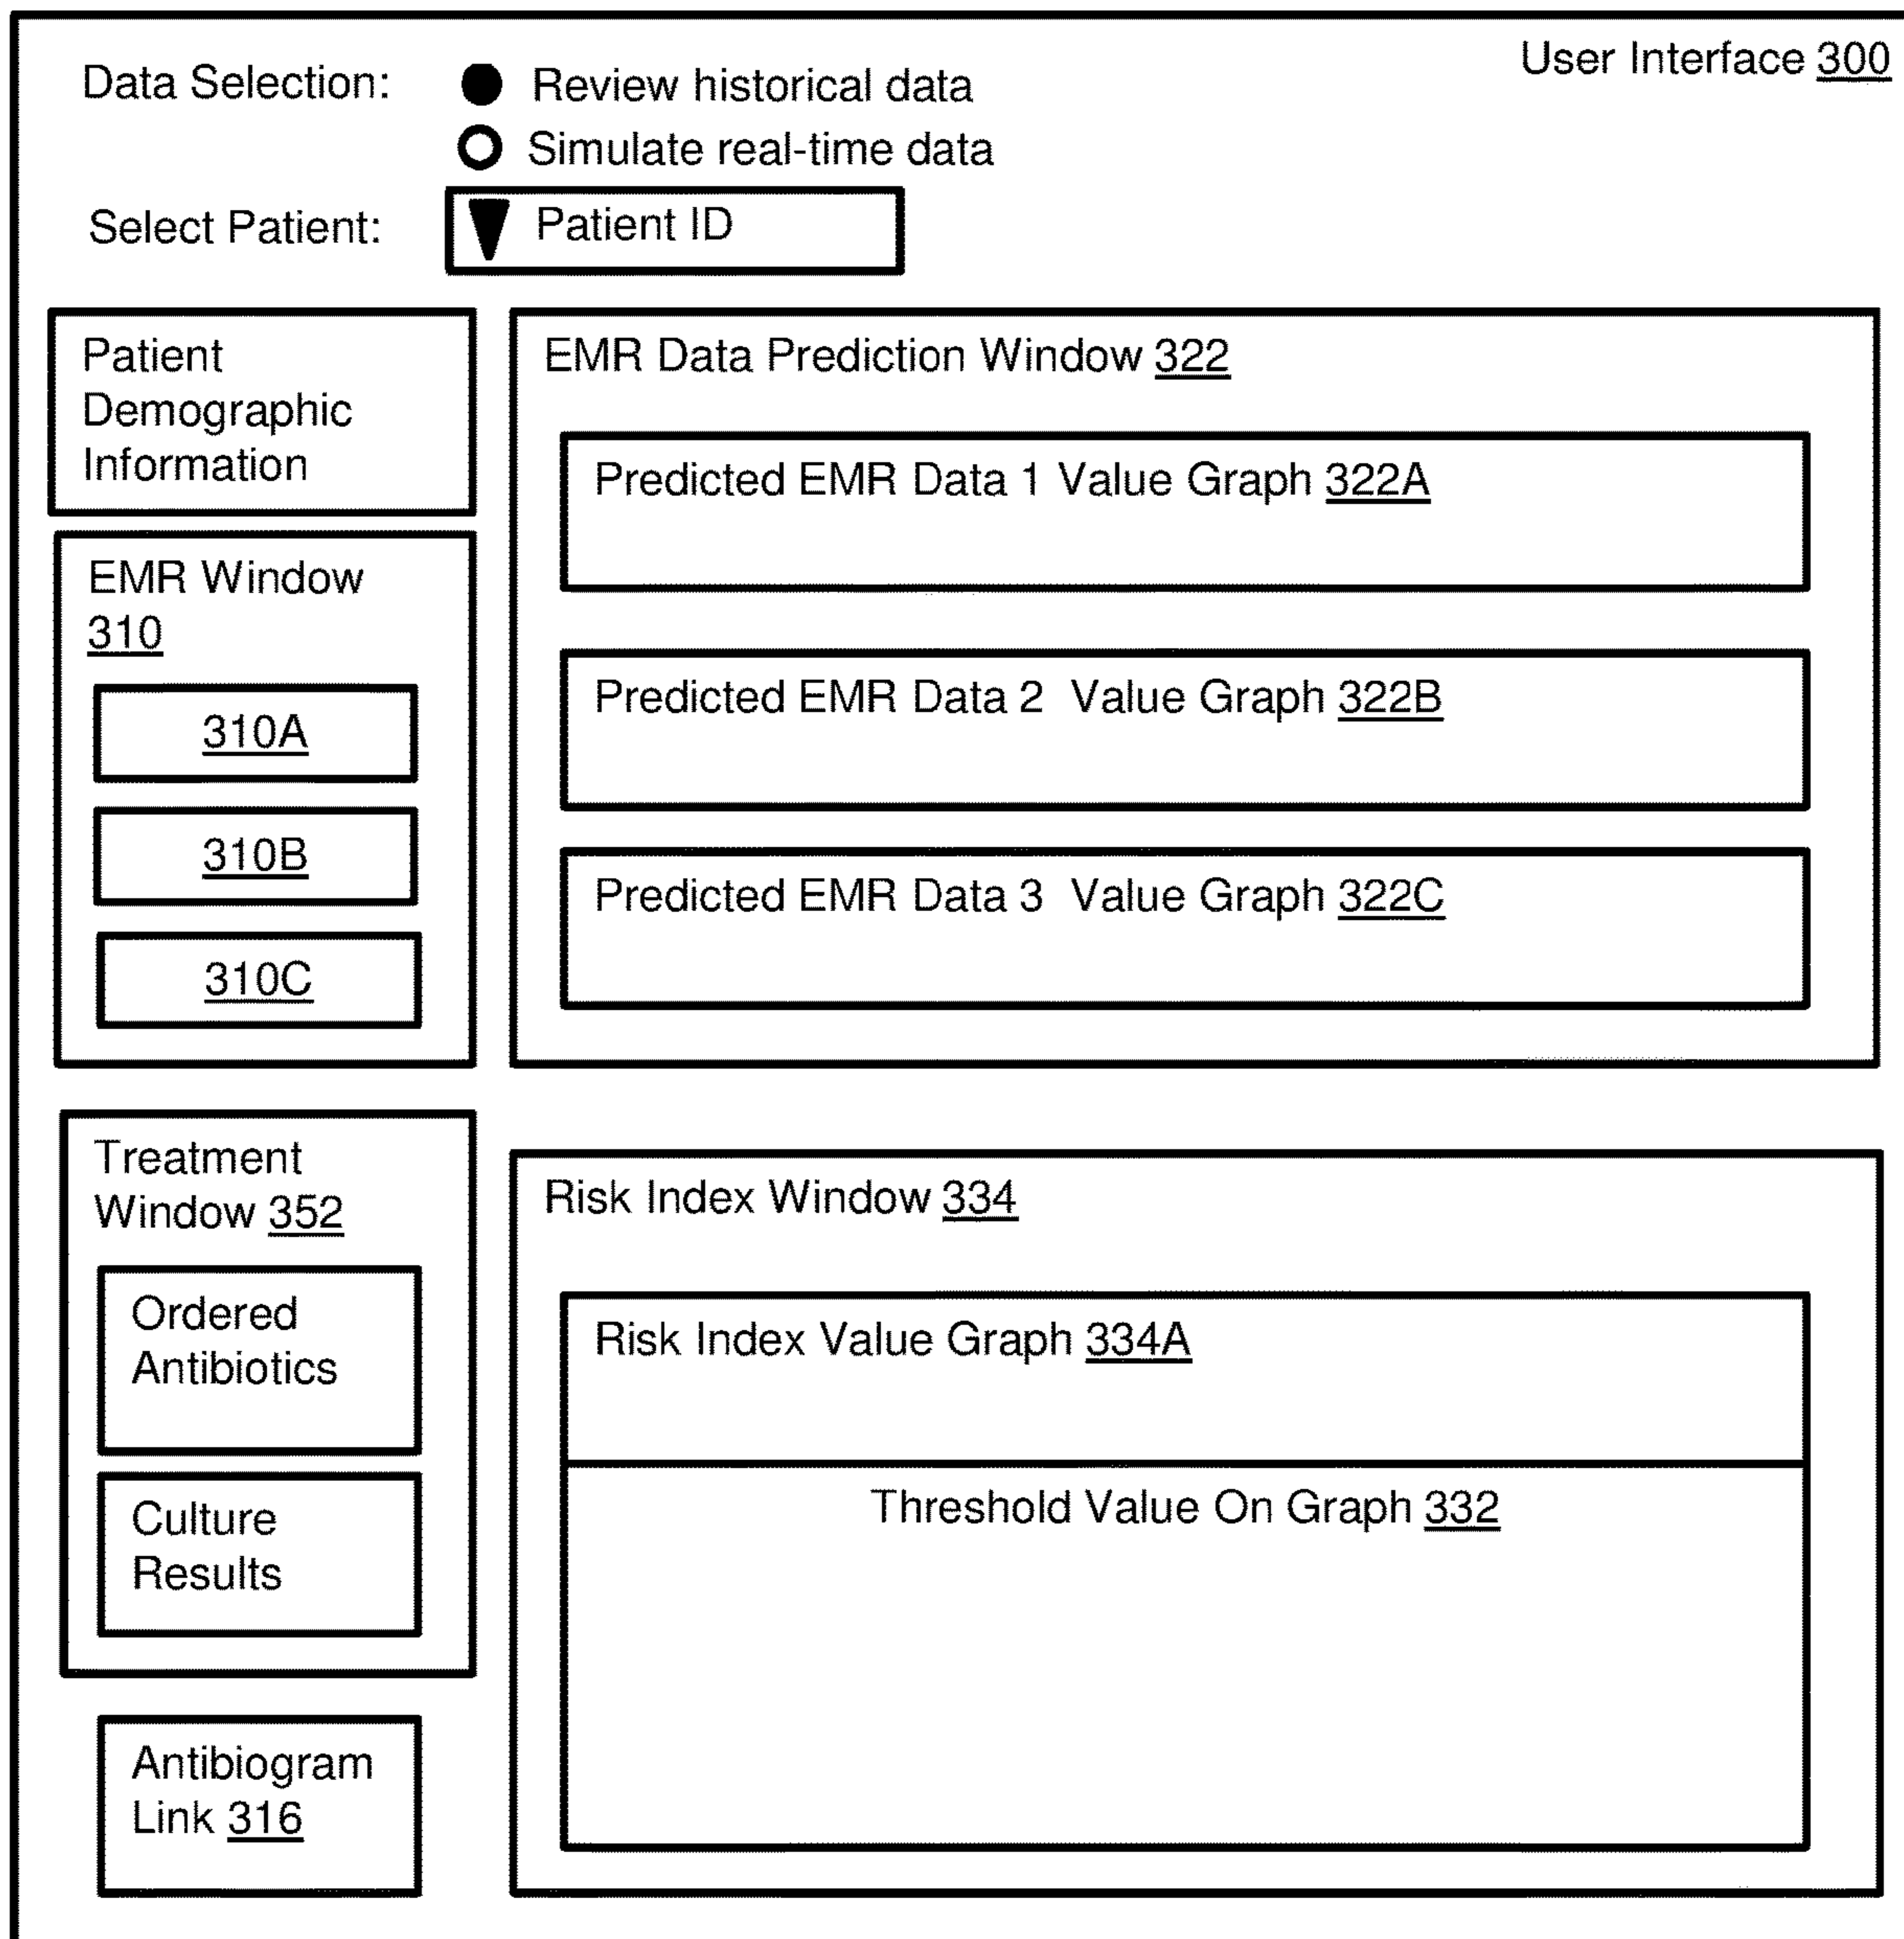 User Interface 300
Data Selection:
Review historical data
Simulate real-time data
Select Patient:
Patient ID
Patient
Demographic
Information
EMR Window
310
310A
310B
310C
Treatment
Window 352
Ordered
Antibiotics
Culture
Results
Antibiogram
Link 316
EMR Data Prediction Window 322
Predicted EMR Data 1 Value Graph 322A
Predicted EMR Data 2 Value Graph 322B
Predicted EMR Data 3 Value Graph 322C
Risk Index Window 334
Risk Index Value Graph 334A
Threshold Value On Graph 332